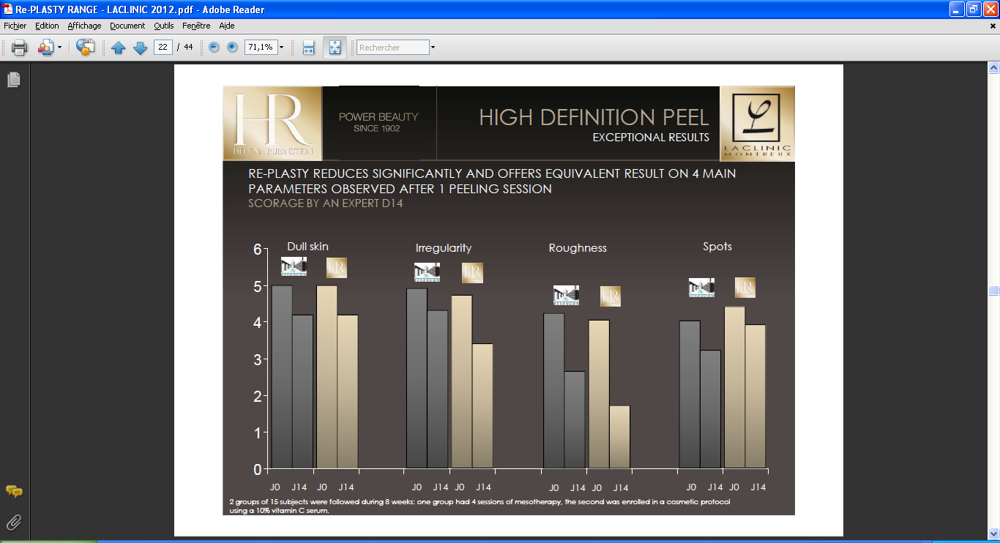 Re-PLASTY RANGE - LACLINIC 2012.pdf - Adobe Reader
Fichier Edition Affichage Document Outils Fenêtre Aide
22 / 44 71,1% Rechercher
HR
HELENA RUBINSTEIN
POWER BEAUTY
SINCE 1902
HIGH DEFINITION PEEL
EXCEPTIONAL RESULTS
LACLINIC
MONTREUX
RE-PLASTY REDUCES SIGNIFICANTLY AND OFFERS EQUIVALENT RESULT ON 4 MAIN
PARAMETERS OBSERVED AFTER 1 PEELING SESSION
SCORAGE BY AN EXPERT D14
Dull skin Irregularity Roughness Spots
HR HR HR HR
6
5
4
3
2
1
0
J0 J14 J0 J14 J0 J14 J0 J14 J0 J14 J0 J14 J0 J14 J0 J14
2 groups of 15 subjects were followed during 8 weeks: one group had 4 sessions of mesotherapy, the second was enrolled in a cosmetic protocol
using a 10% vitamin C serum.